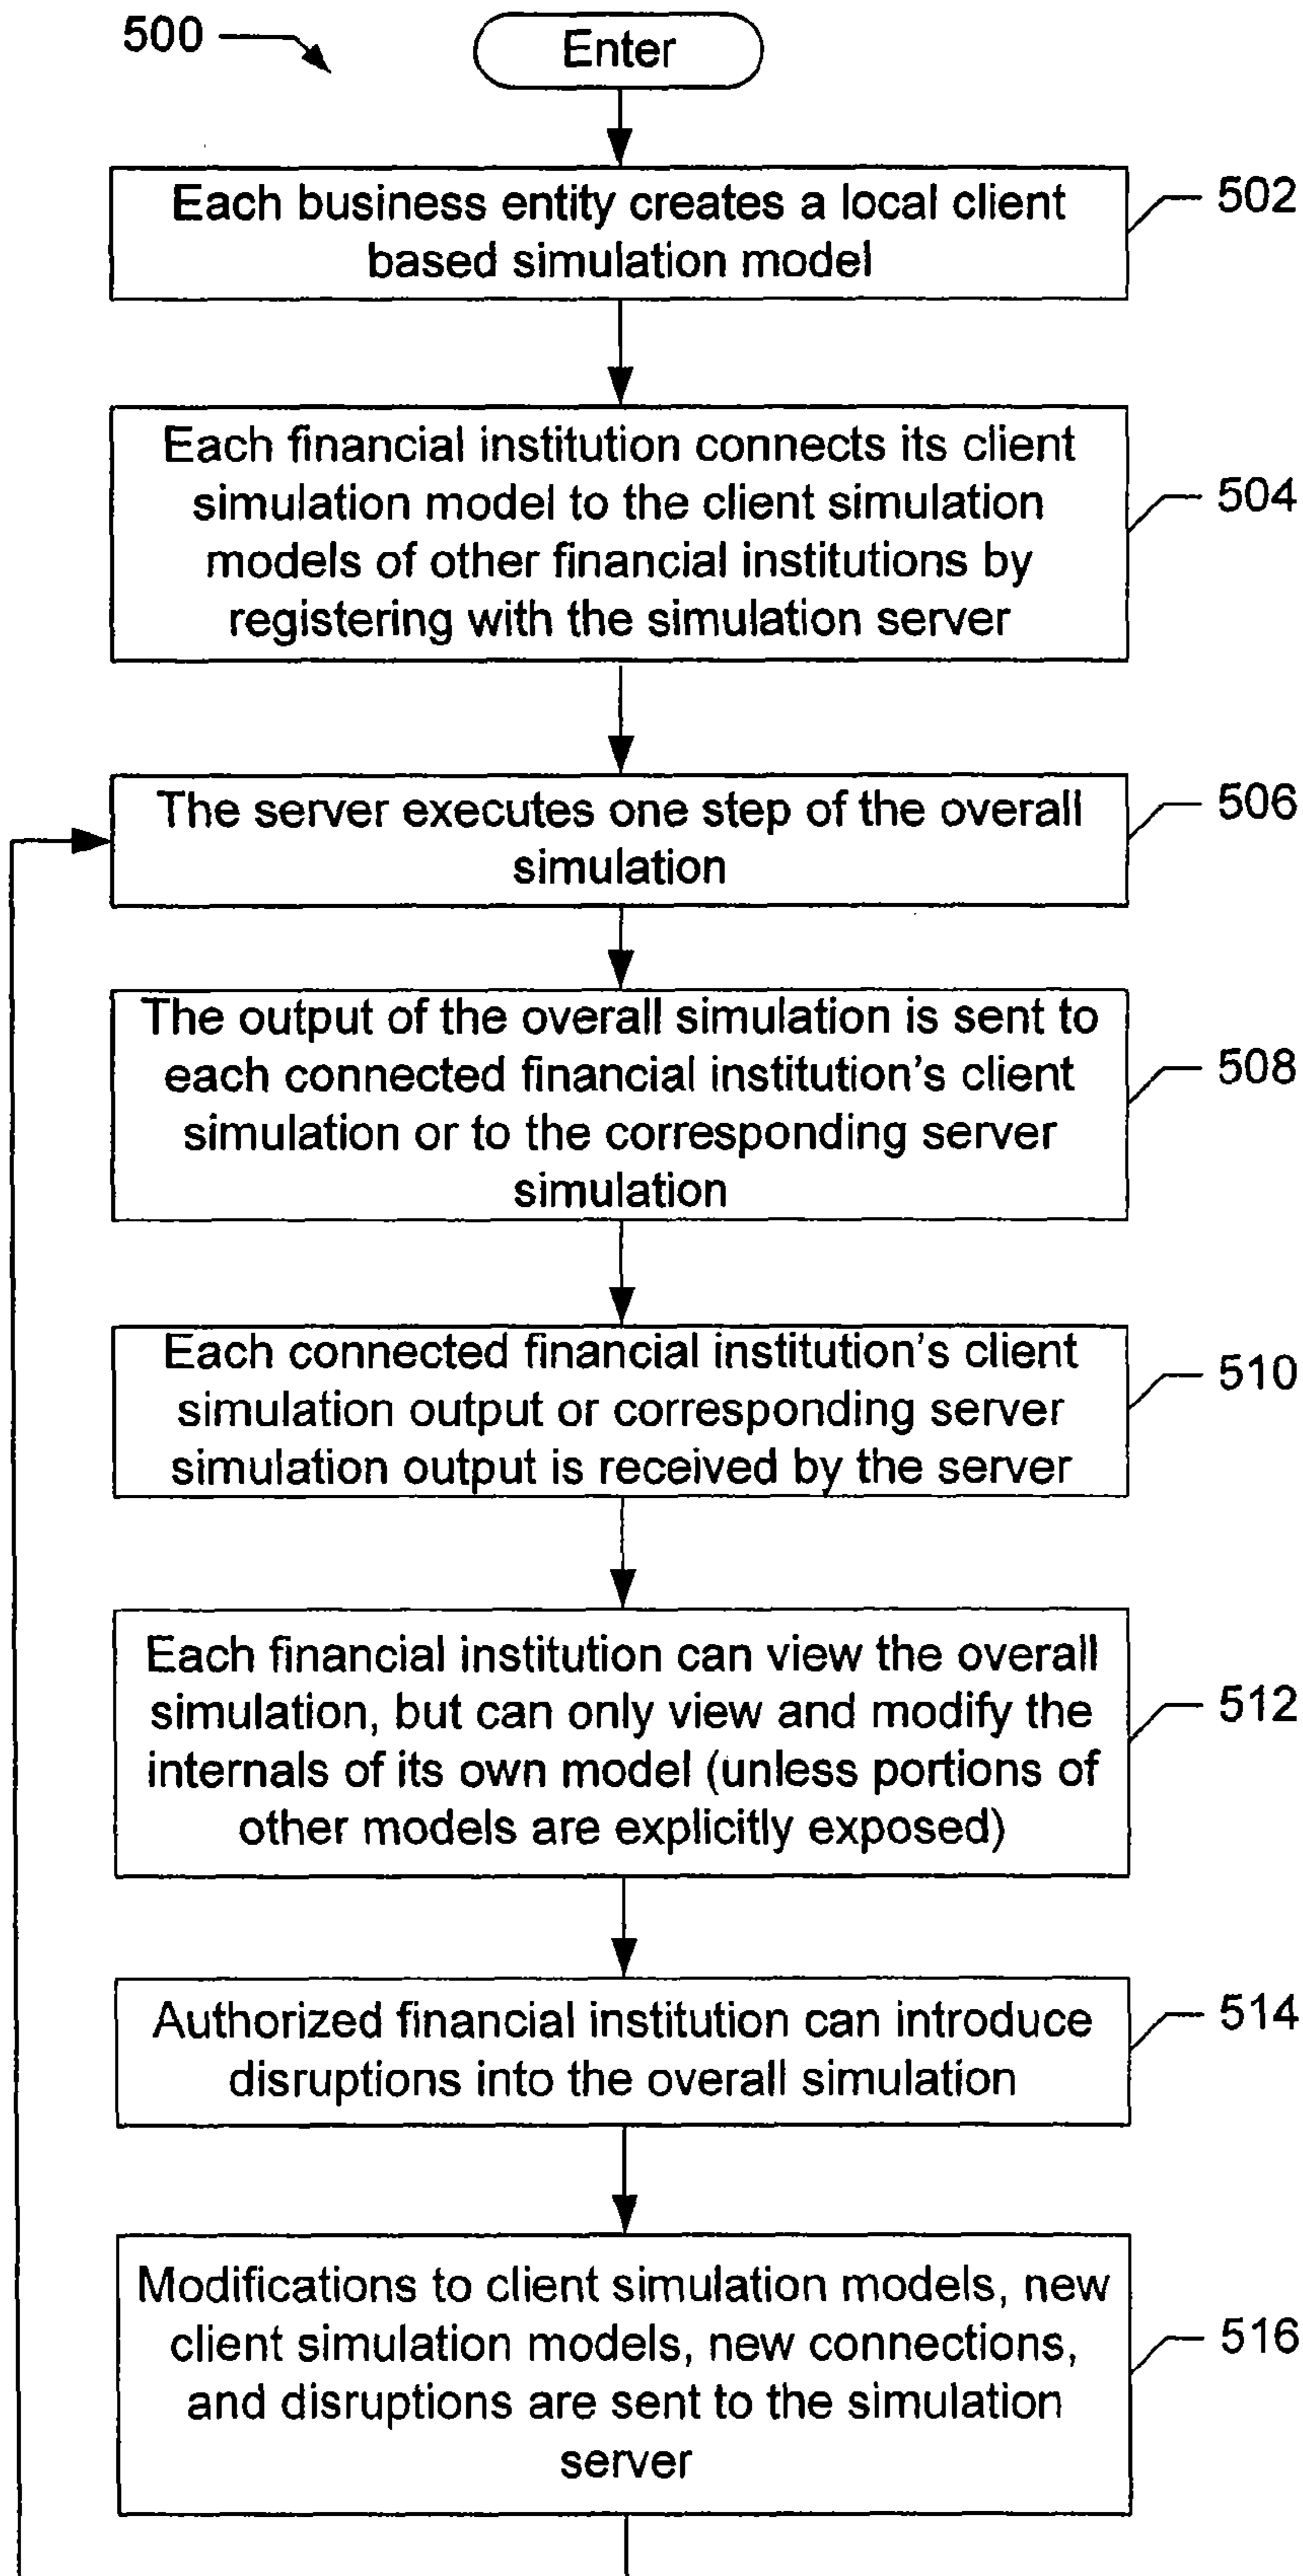 500
Enter
Each business entity creates a local client
based simulation model
502
Each financial institution connects its client
simulation model to the client simulation
models of other financial institutions by
registering with the simulation server
504
The server executes one step of the overall
simulation
506
The output of the overall simulation is sent to
each connected financial institution's client
simulation or to the corresponding server
simulation
508
Each connected financial institution's client
simulation output or corresponding server
simulation output is received by the server
510
Each financial institution can view the overall
simulation, but can only view and modify the
internals of its own model (unless portions of
other models are explicitly exposed)
512
Authorized financial institution can introduce
disruptions into the overall simulation
514
Modifications to client simulation models, new
client simulation models, new connections,
and disruptions are sent to the simulation
server
516